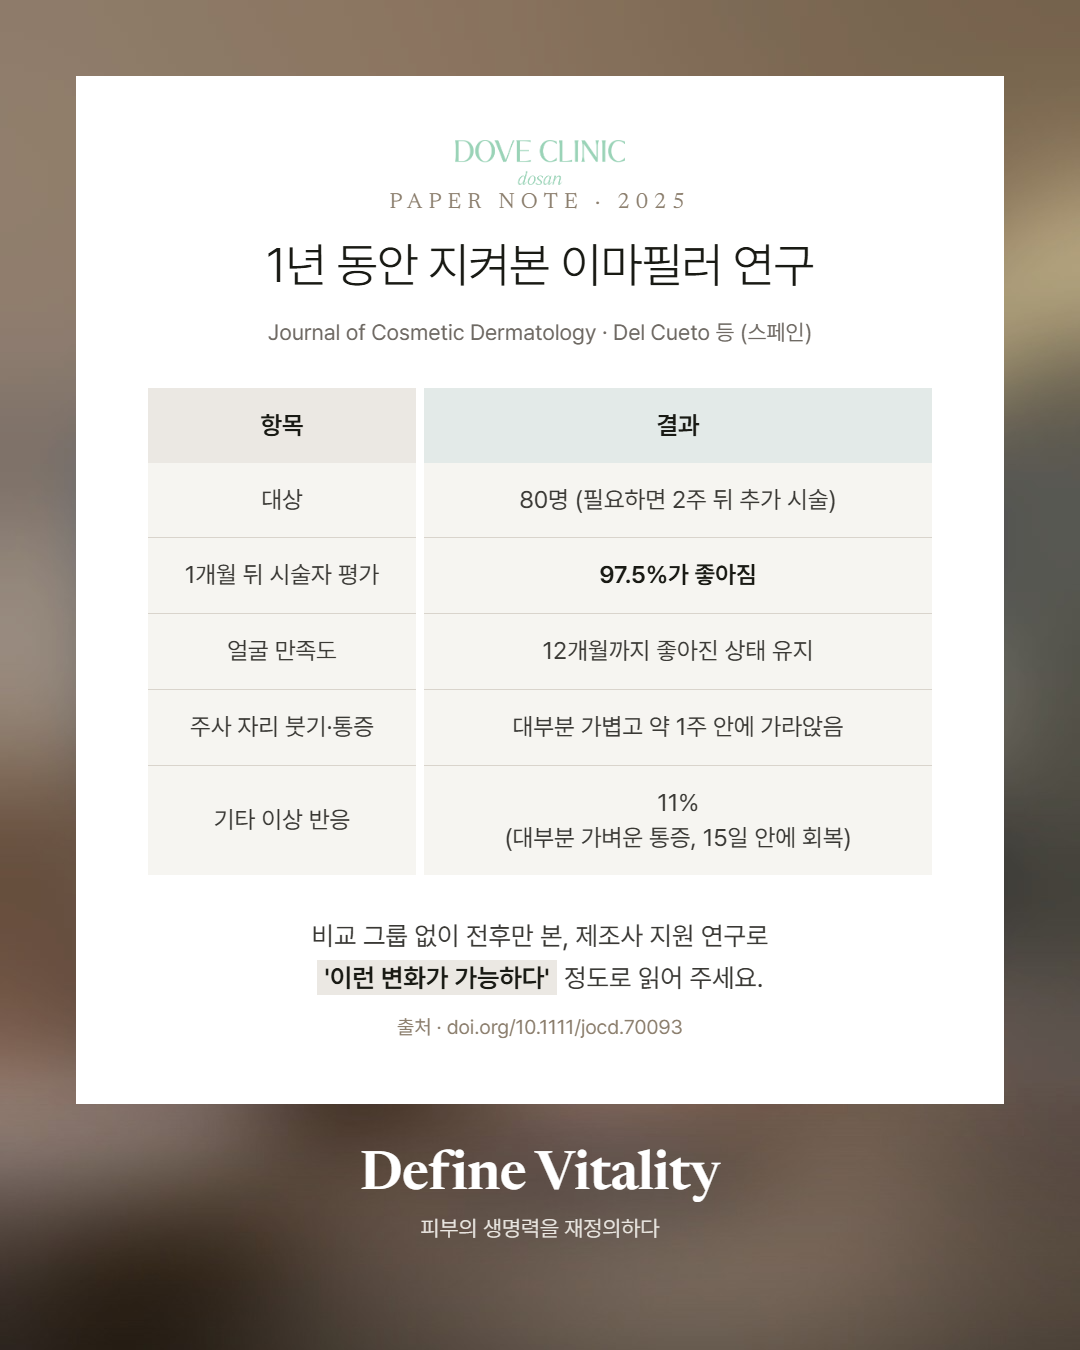 DOVE CLINIC
dosan
PAPER NOTE · 2025
1년 동안 지켜본 이마필러 연구
Journal of Cosmetic Dermatology · Del Cueto 등 (스페인)
항목 결과
대상 80명 (필요하면 2주 뒤 추가 시술)
1개월 뒤 시술자 평가 97.5%가 좋아짐
얼굴 만족도 12개월까지 좋아진 상태 유지
주사 자리 붓기·통증 대부분 가볍고 약 1주 안에 가라앉음
기타 이상 반응 11%
(대부분 가벼운 통증, 15일 안에 회복)
비교 그룹 없이 전후만 본, 제조사 지원 연구로
'이런 변화가 가능하다' 정도로 읽어 주세요.
출처 · doi.org/10.1111/jocd.70093
Define Vitality
피부의 생명력을 재정의하다